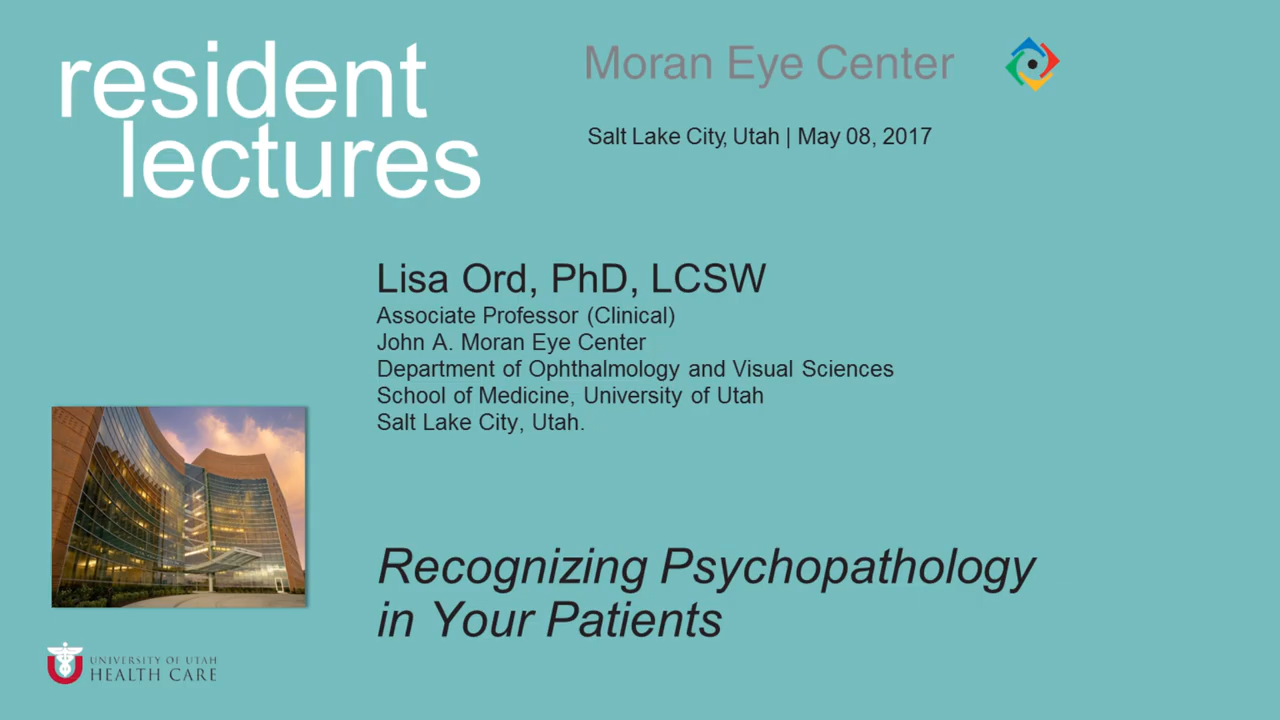 resident
lectures
Moran Eye Center
Salt Lake City, Utah | May 08, 2017
Lisa Ord, PhD, LCSW
Associate Professor (Clinical)
John A. Moran Eye Center
Department of Ophthalmology and Visual Sciences
School of Medicine, University of Utah
Salt Lake City, Utah.
Recognizing Psychopathology
in Your Patients
UNIVERSITY OF UTAH
HEALTH CARE